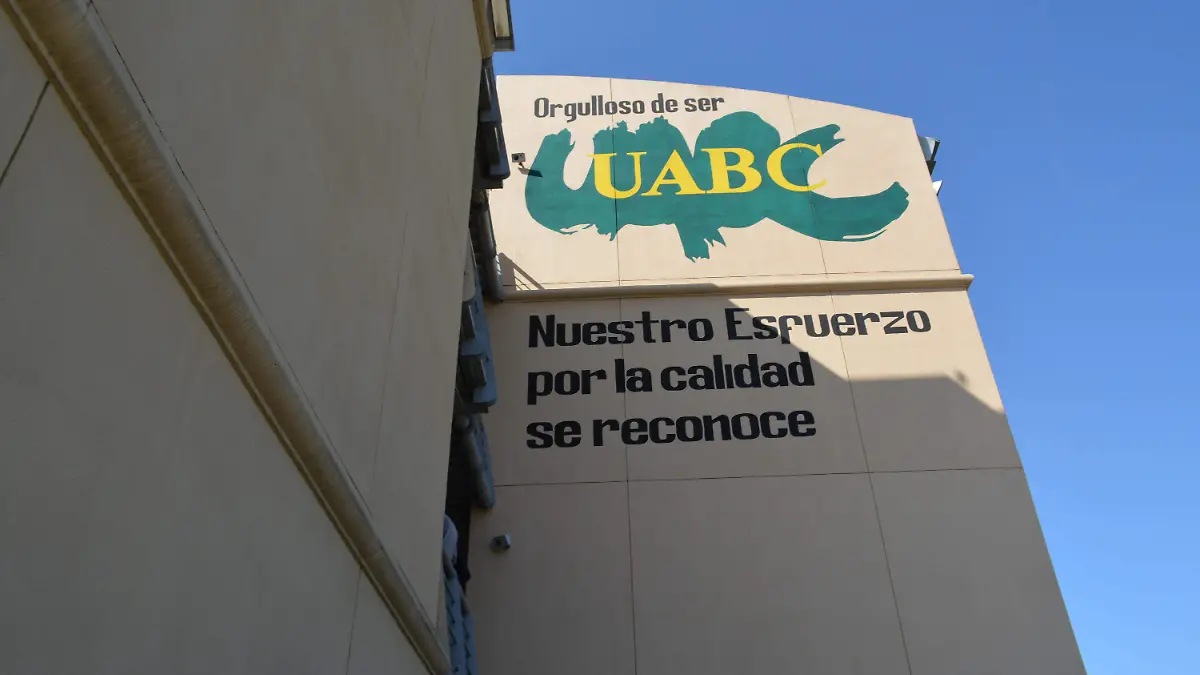 Orgulloso de ser
UABC
Nuestro Esfuerzo
por la calidad
se reconoce